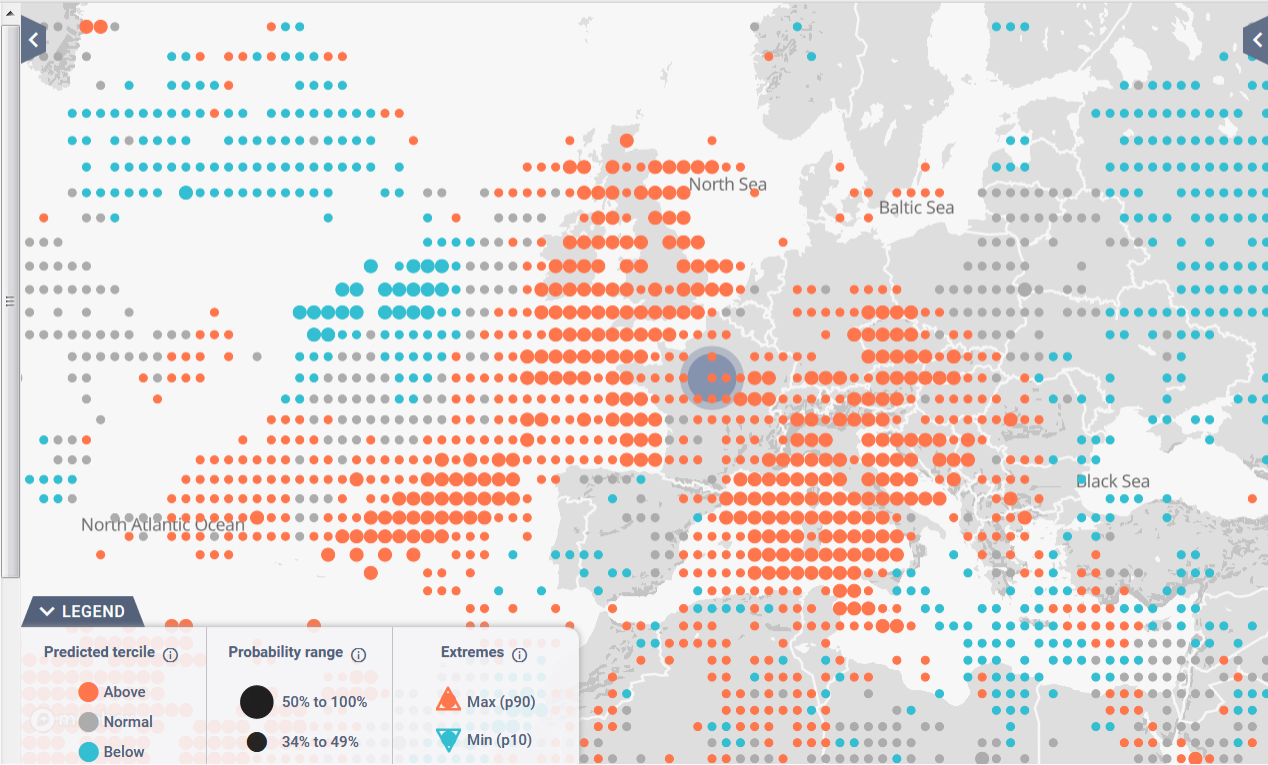 North Sea
Baltic Sea
Black Sea
North Atlantic Ocean
LEGEND
Predicted tercile
Above
Normal
Below
Probability range
50% to 100%
34% to 49%
Extremes
Max (p90)
Min (p10)